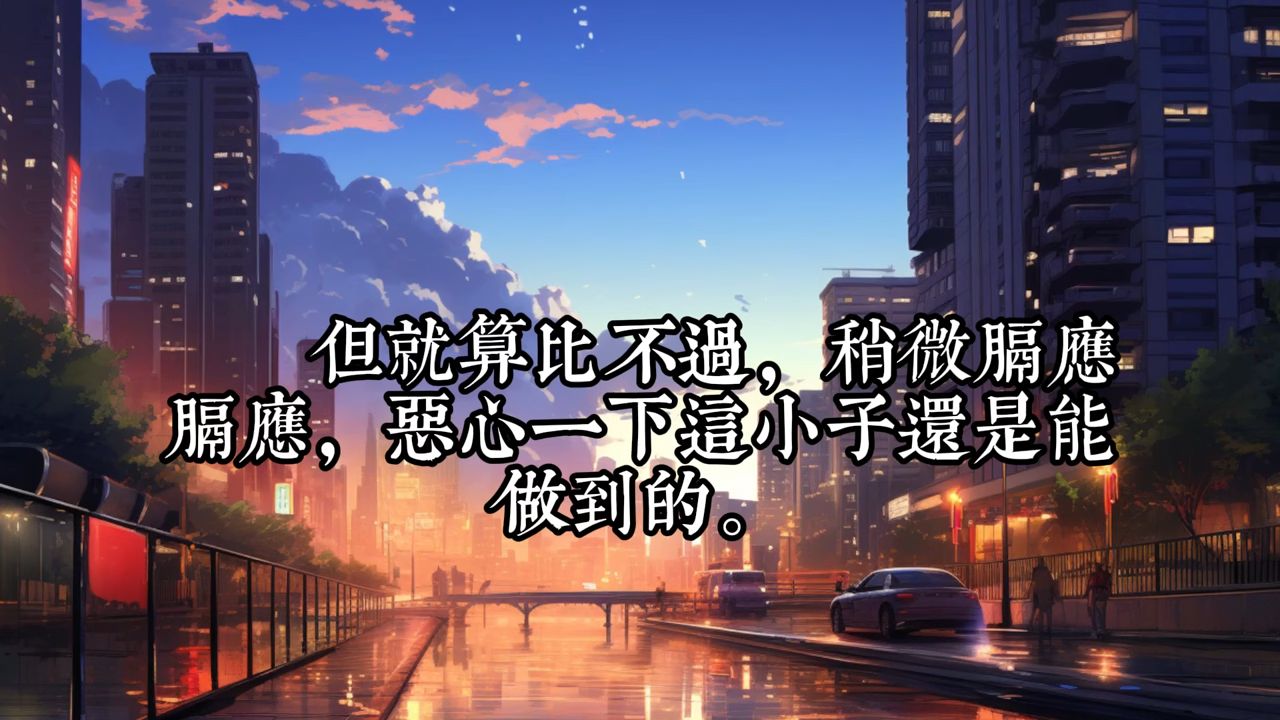 但就算比不過，稍微膈應
膈應，惡心一下這小子還是能
做到的。